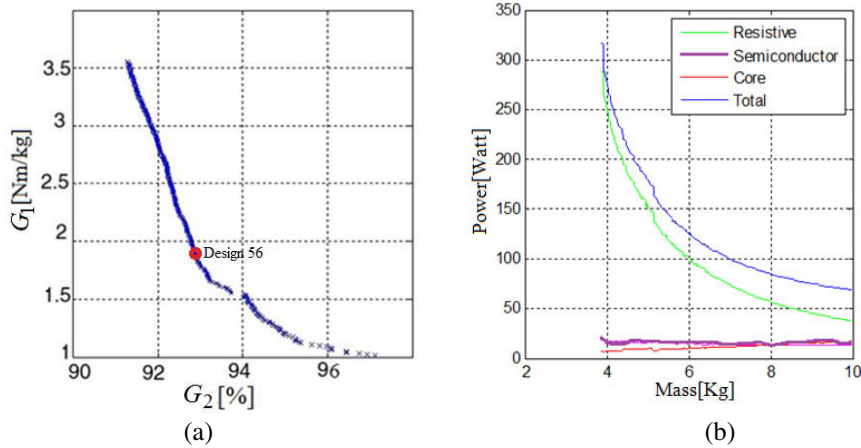 G1[Nm/kg]
3.5
3
2.5
2
1.5
1
90
92
94
96
G2[%]
Design 56
(a)
Power[Watt]
350
300
250
200
150
100
50
0
2
4
6
8
10
Mass[Kg]
Resistive
Semiconductor
Core
Total
(b)